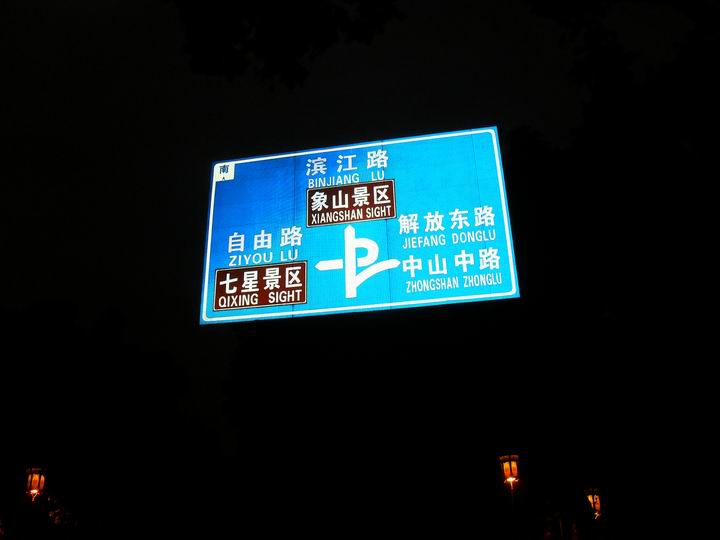 南
滨江路
BINJIANG LU
象山景区
XIANGSHAN SIGHT
自由路
ZIYOU LU
七星景区
QIXING SIGHT
解放东路
JIEFANG DONGLU
中山中路
ZHONGSHAN ZHONGLU